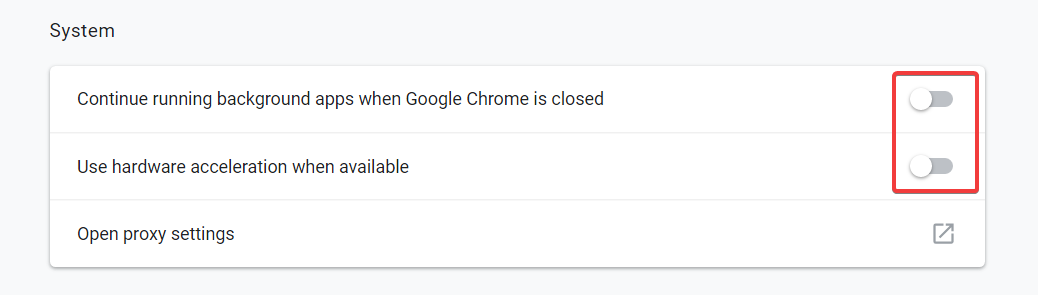 System
Continue running background apps when Google Chrome is closed
Use hardware acceleration when available
Open proxy settings